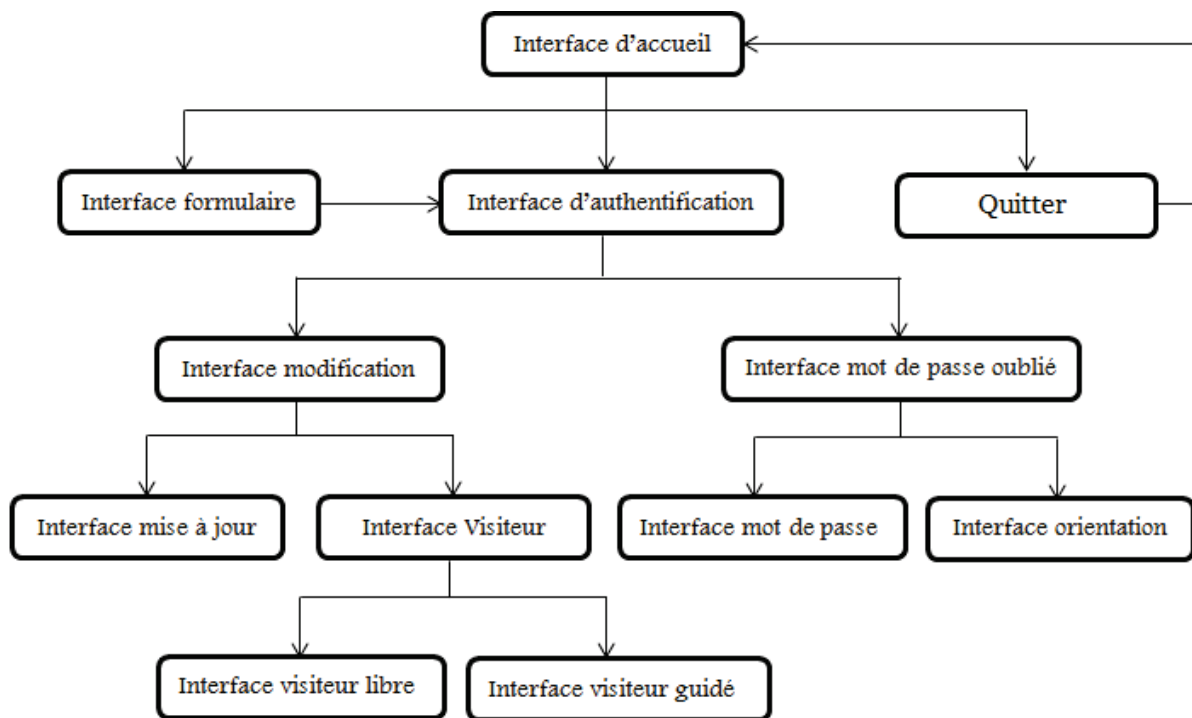 Interface d’accueil
Interface formulaire
Interface d’authentification
Quitter
Interface modification
Interface mot de passe oublié
Interface mise à jour
Interface Visiteur
Interface mot de passe
Interface orientation
Interface visiteur libre
Interface visiteur guidé